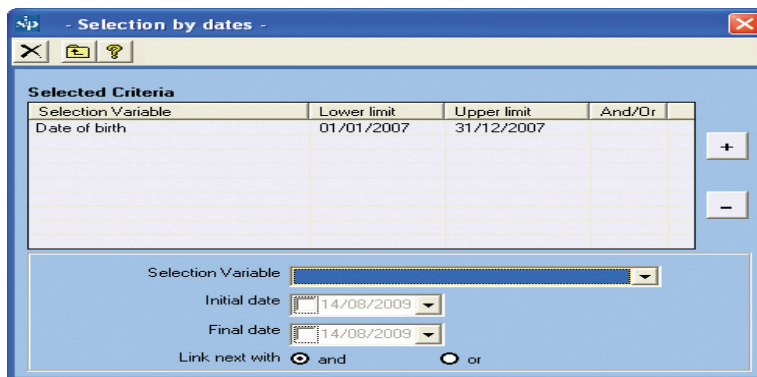 sip - Selection by dates -
Selected Criteria
Selection Variable Lower limit Upper limit And/Or
Date of birth 01/01/2007 31/12/2007
+
−
Selection Variable
Initial date 14/08/2009
Final date 14/08/2009
Link next with and or